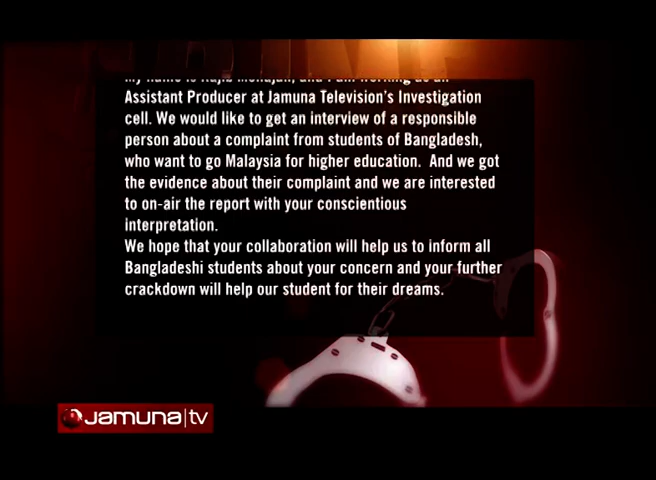 Assistant Producer at Jamuna Television's Investigation
cell. We would like to get an interview of a responsible
person about a complaint from students of Bangladesh,
who want to go Malaysia for higher education. And we got
the evidence about their complaint and we are interested
to on-air the report with your conscientious
interpretation.
We hope that your collaboration will help us to inform all
Bangladeshi students about your concern and your further
crackdown will help our student for their dreams.
Jamuna|tv